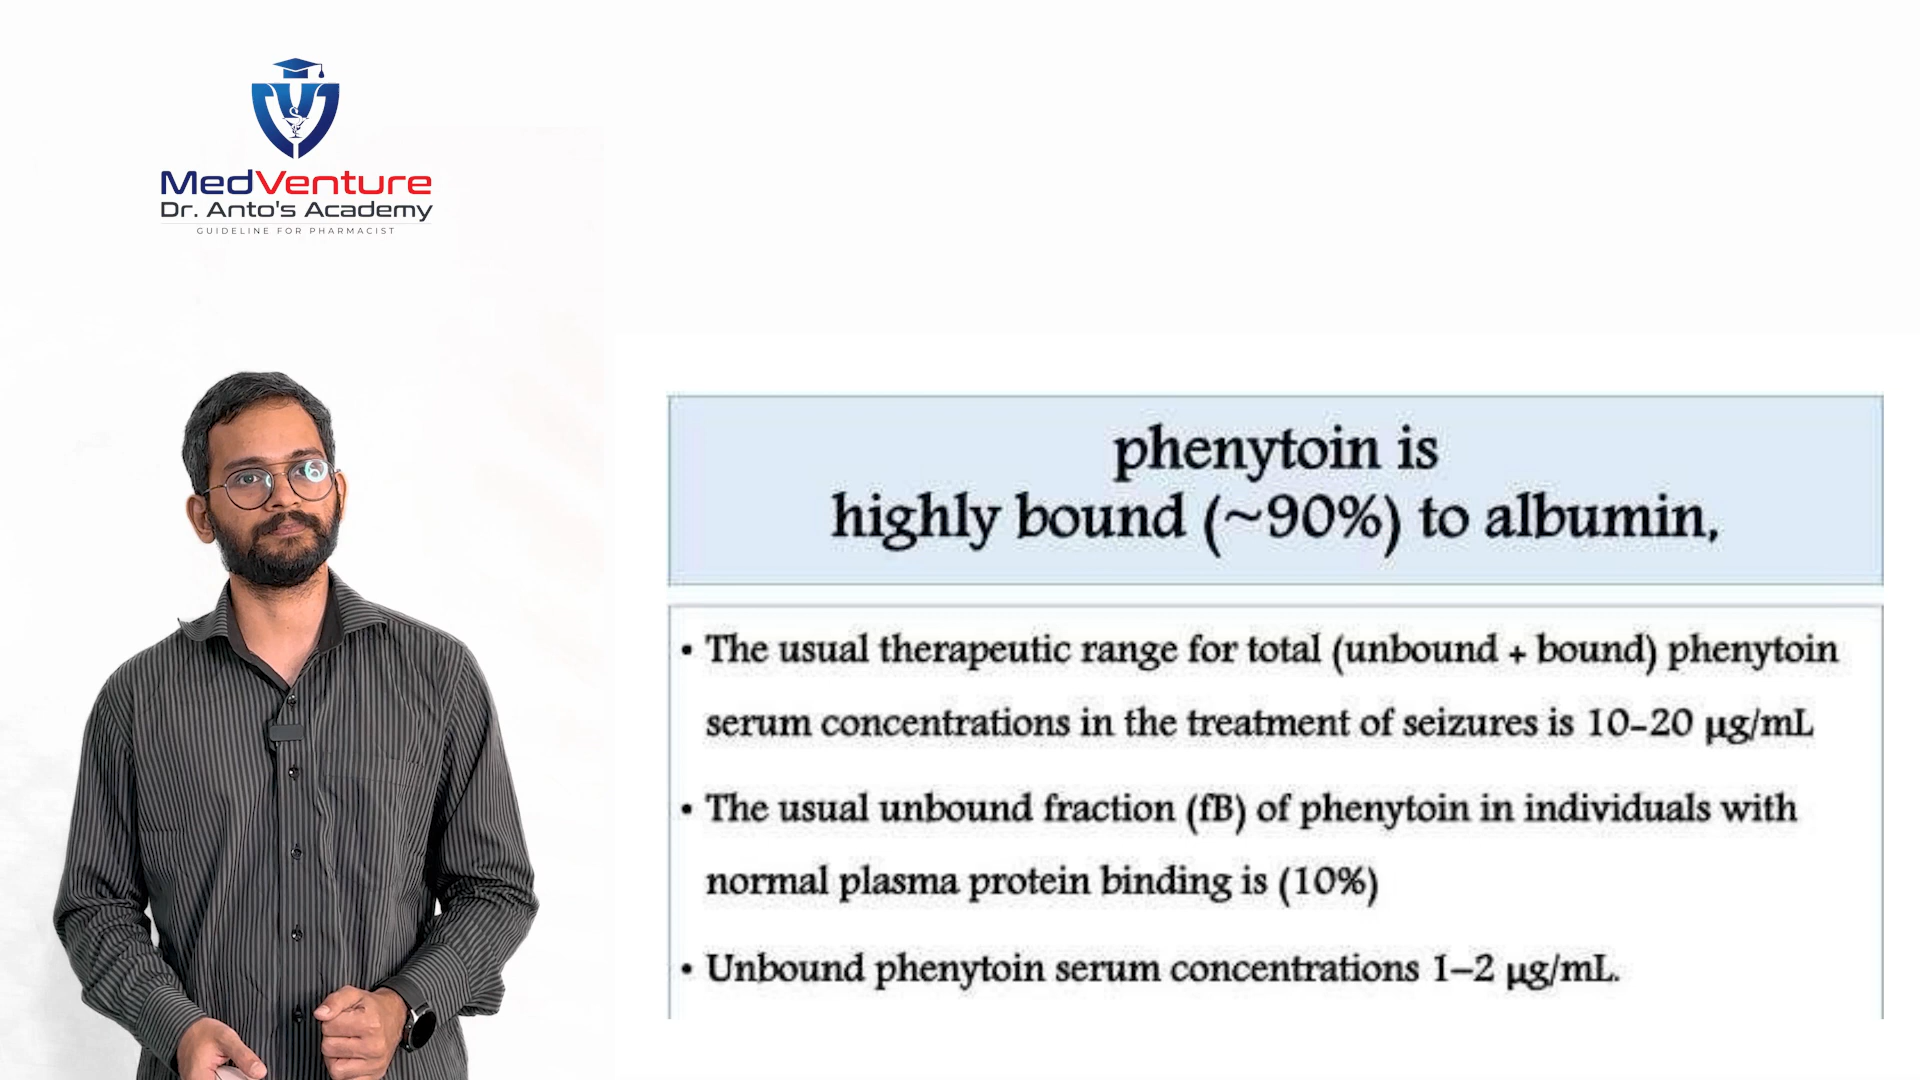 MedVenture
Dr. Anto's Academy
GUIDELINE FOR PHARMACIST
phenytoin is
highly bound (~90%) to albumin,
• The usual therapeutic range for total (unbound + bound) phenytoin
serum concentrations in the treatment of seizures is 10–20 µg/mL
• The usual unbound fraction (fB) of phenytoin in individuals with
normal plasma protein binding is (10%)
• Unbound phenytoin serum concentrations 1–2 µg/mL.